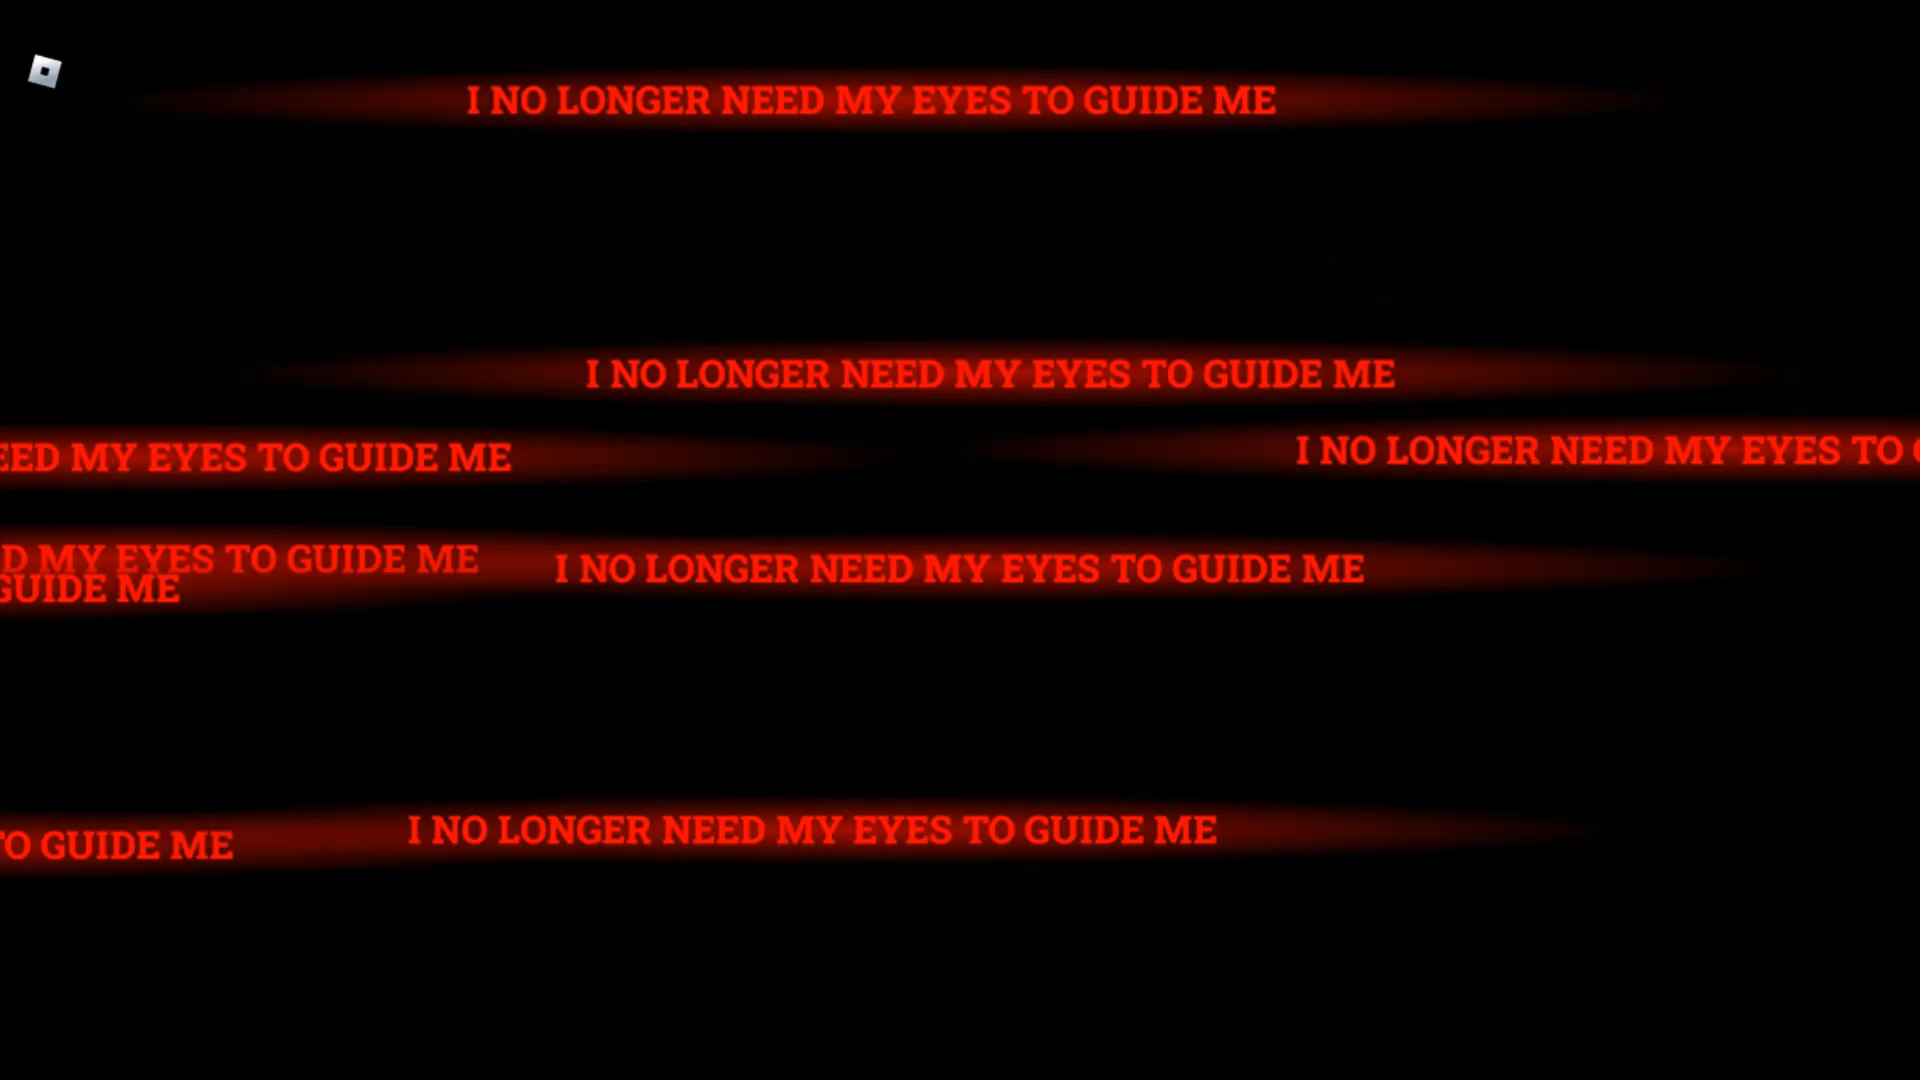 I NO LONGER NEED MY EYES TO GUIDE ME
I NO LONGER NEED MY EYES TO GUIDE ME
EED MY EYES TO GUIDE ME
I NO LONGER NEED MY EYES TO
D MY EYES TO GUIDE ME
I NO LONGER NEED MY EYES TO GUIDE ME
GUIDE ME
I NO LONGER NEED MY EYES TO GUIDE ME
TO GUIDE ME